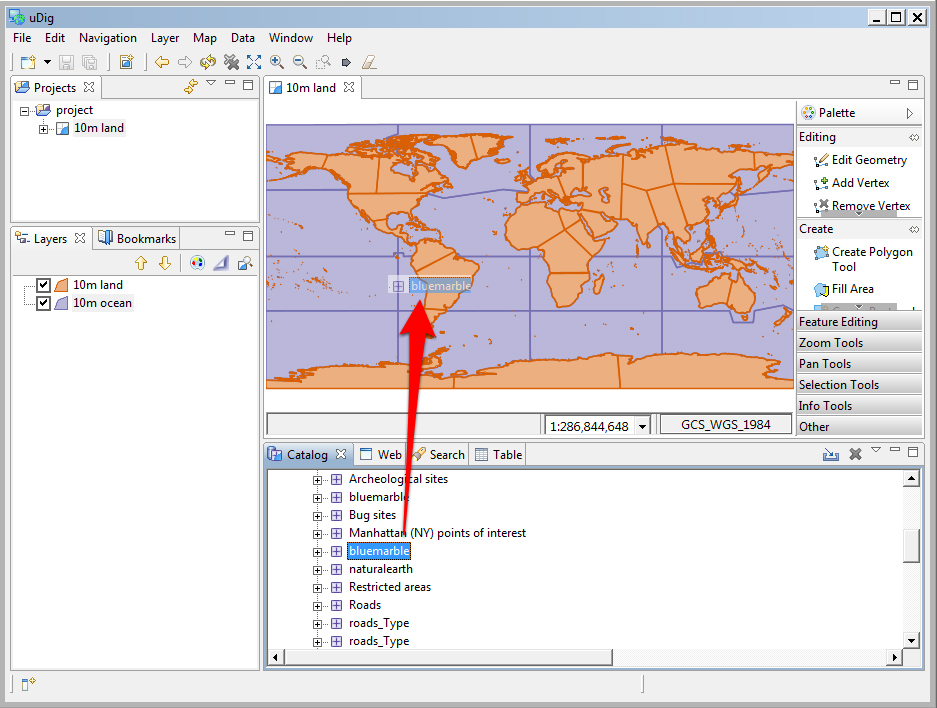 uDig
File Edit Navigation Layer Map Data Window Help
Projects
project
10m land
Layers Bookmarks
10m land
10m ocean
10m land
bluemarble
1:286,844,648 GCS_WGS_1984
Palette
Editing
Edit Geometry
Add Vertex
Remove Vertex
Create
Create Polygon
Tool
Fill Area
Feature Editing
Zoom Tools
Pan Tools
Selection Tools
Info Tools
Other
Catalog Web Search Table
Archeological sites
bluemarble
Bug sites
Manhattan (NY) points of interest
bluemarble
naturalearth
Restricted areas
Roads
roads_Type
roads_Type